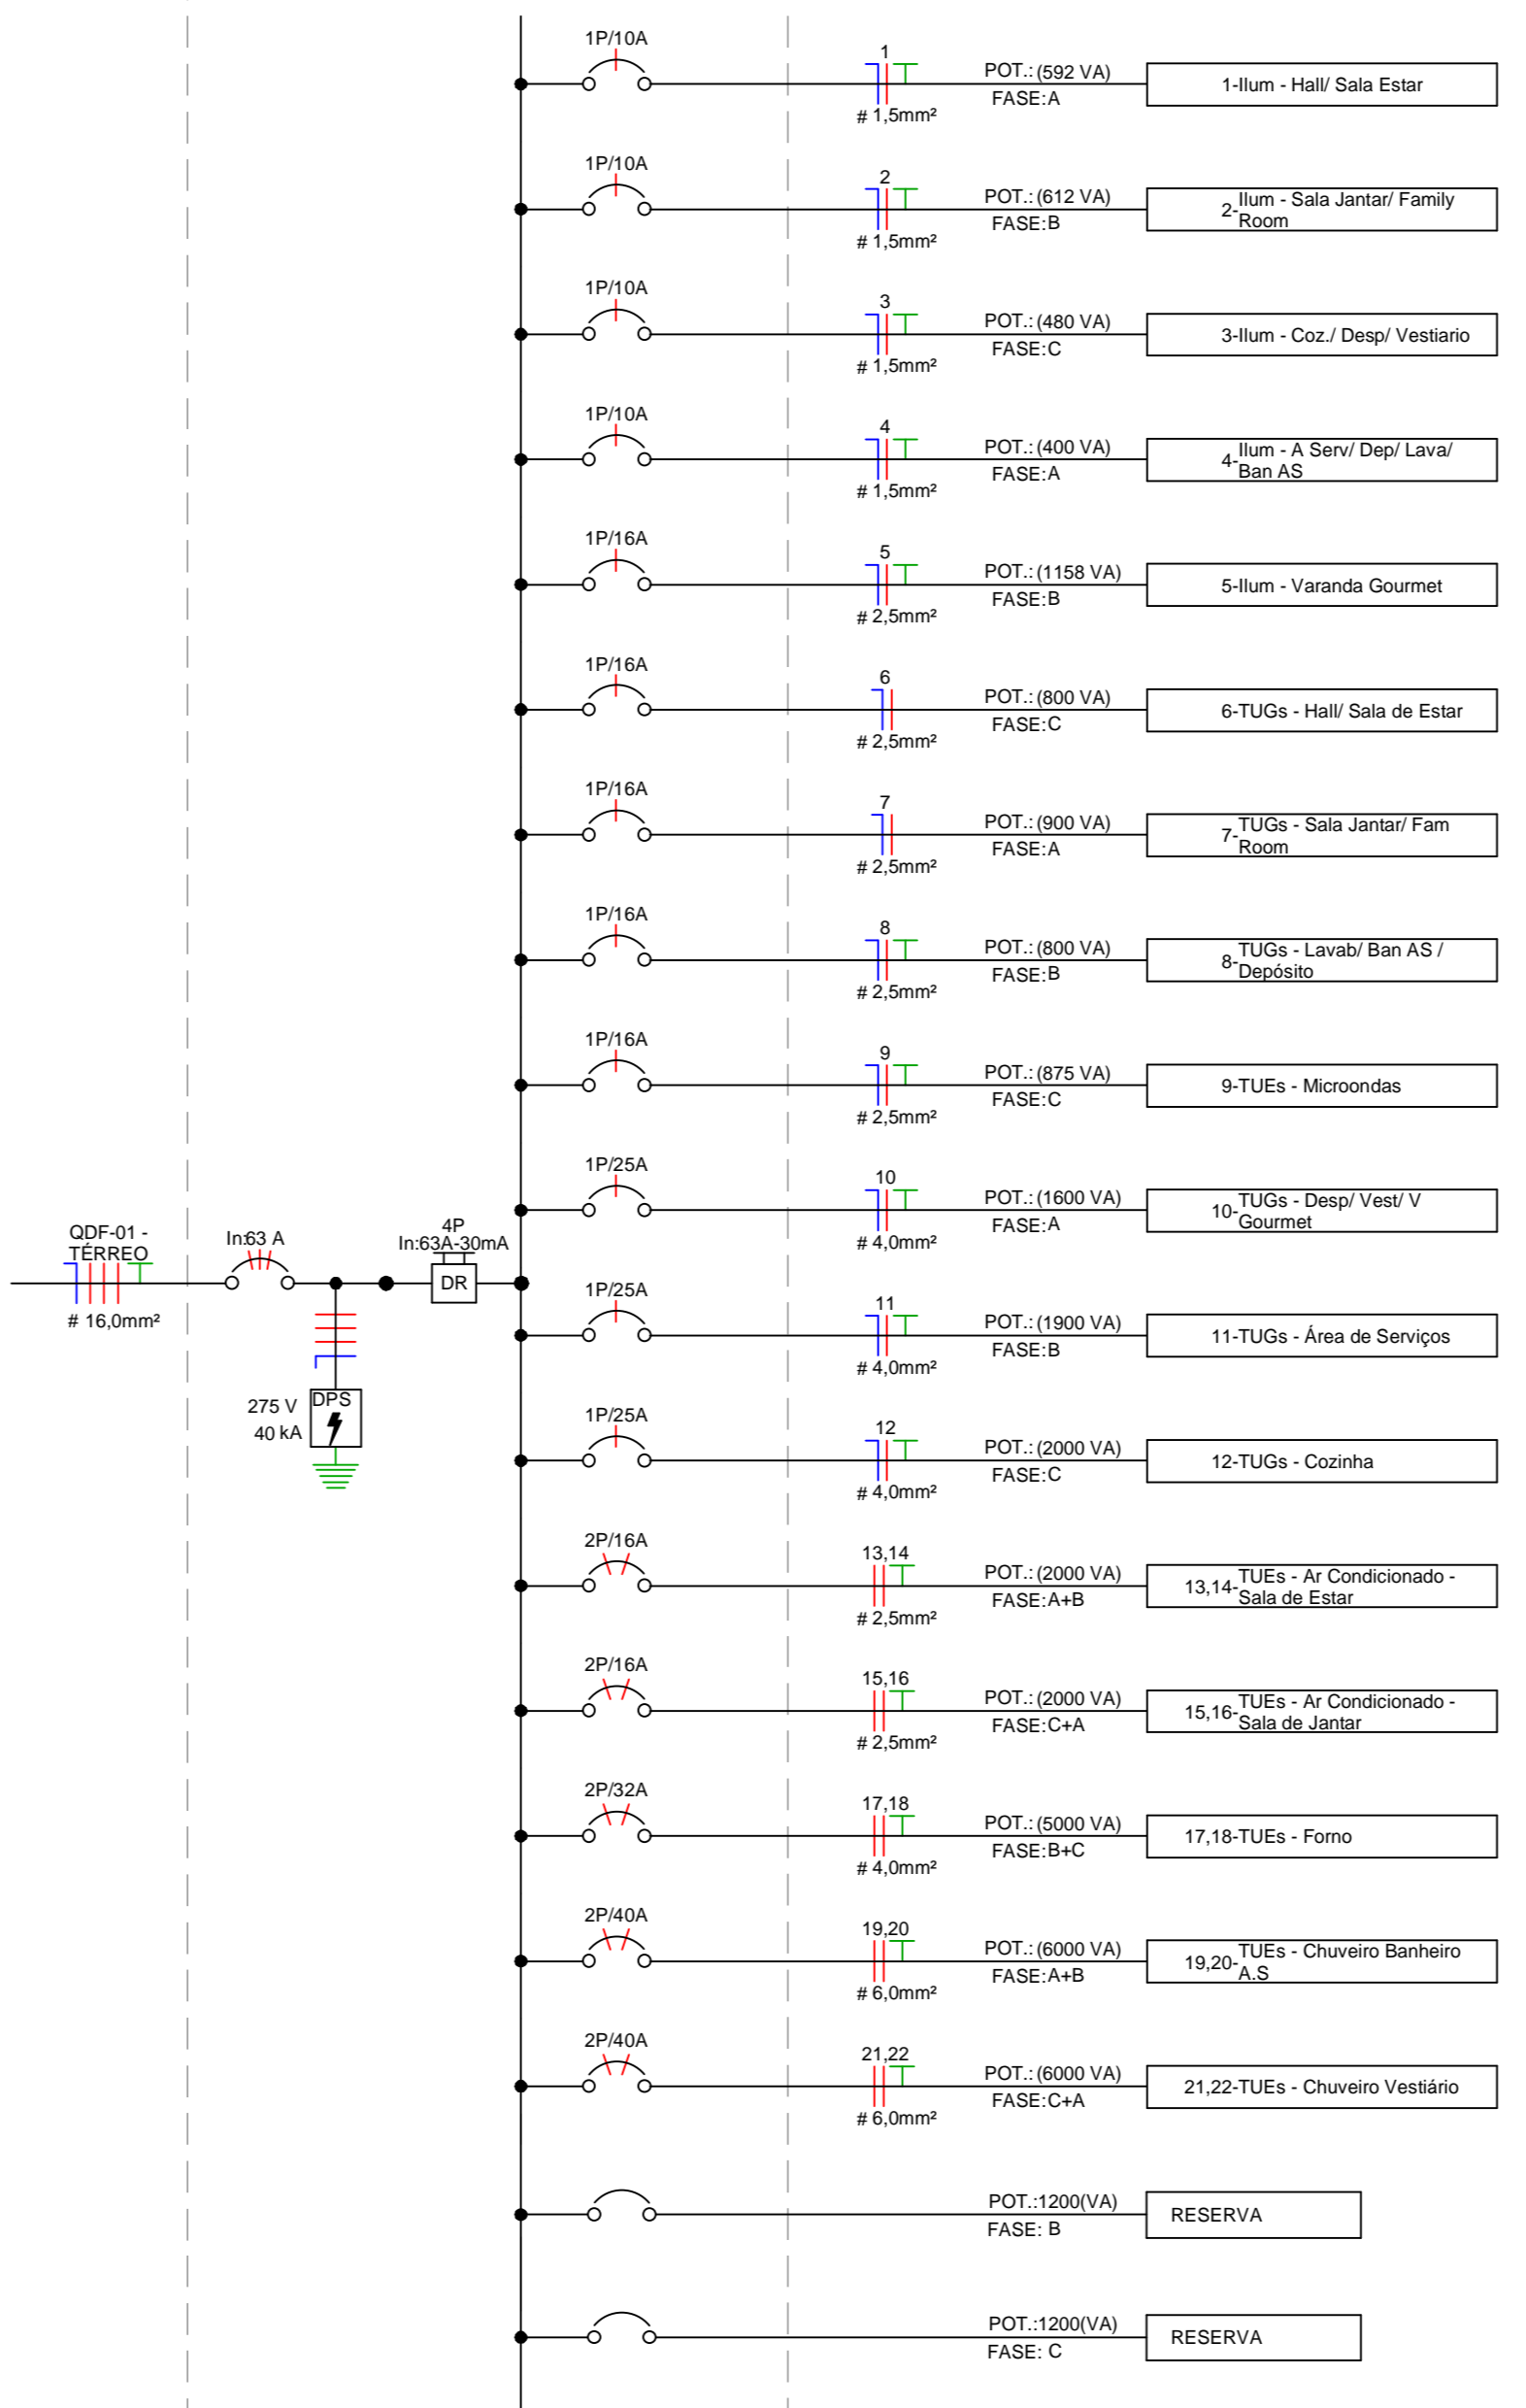 1P/10A
1
POT.: (592 VA)
FASE:A
# 1,5mm²
1-Ilum - Hall/ Sala Estar
1P/10A
2
POT.: (612 VA)
FASE:B
# 1,5mm²
2-Ilum - Sala Jantar/ Family
Room
1P/10A
3
POT.: (480 VA)
FASE:C
# 1,5mm²
3-Ilum - Coz./ Desp/ Vestiario
1P/10A
4
POT.: (400 VA)
FASE:A
# 1,5mm²
4-Ilum - A Serv/ Dep/ Lava/
Ban AS
1P/16A
5
POT.: (1158 VA)
FASE:B
# 2,5mm²
5-Ilum - Varanda Gourmet
1P/16A
6
POT.: (800 VA)
FASE:C
# 2,5mm²
6-TUGs - Hall/ Sala de Estar
1P/16A
7
POT.: (900 VA)
FASE:A
# 2,5mm²
7-TUGs - Sala Jantar/ Fam
Room
1P/16A
8
POT.: (800 VA)
FASE:B
# 2,5mm²
8-TUGs - Lavab/ Ban AS /
Depósito
1P/16A
9
POT.: (875 VA)
FASE:C
# 2,5mm²
9-TUEs - Microondas
1P/25A
10
POT.: (1600 VA)
FASE:A
# 4,0mm²
10-TUGs - Desp/ Vest/ V
Gourmet
QDF-01 -
TÉRREO
# 16,0mm²
In:63 A
4P
In:63A-30mA
DR
275 V
40 kA
DPS
1P/25A
11
POT.: (1900 VA)
FASE:B
# 4,0mm²
11-TUGs - Área de Serviços
1P/25A
12
POT.: (2000 VA)
FASE:C
# 4,0mm²
12-TUGs - Cozinha
2P/16A
13,14
POT.: (2000 VA)
FASE:A+B
# 2,5mm²
13,14-TUEs - Ar Condicionado -
Sala de Estar
2P/16A
15,16
POT.: (2000 VA)
FASE:C+A
# 2,5mm²
15,16-TUEs - Ar Condicionado -
Sala de Jantar
2P/32A
17,18
POT.: (5000 VA)
FASE:B+C
# 4,0mm²
17,18-TUEs - Forno
2P/40A
19,20
POT.: (6000 VA)
FASE:A+B
# 6,0mm²
19,20-TUEs - Chuveiro Banheiro
A.S
2P/40A
21,22
POT.: (6000 VA)
FASE:C+A
# 6,0mm²
21,22-TUEs - Chuveiro Vestiário
POT.:1200(VA)
FASE: B
RESERVA
POT.:1200(VA)
FASE: C
RESERVA